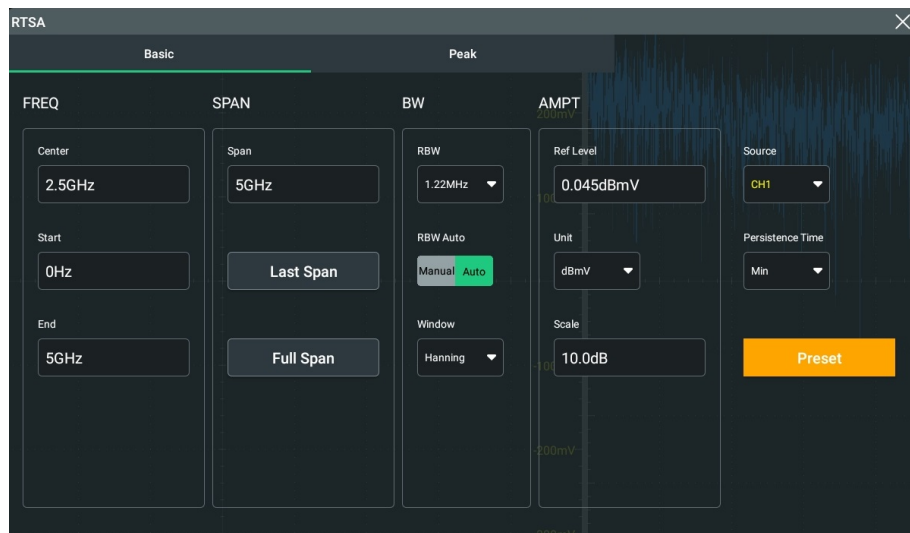 RTSA
Basic Peak
FREQ SPAN BW AMPT
200mV
Center Span RBW Ref Level Source
2.5GHz 5GHz 1.22MHz 0.045dBmV CH1
Start RBW Auto Unit Persistence Time
0Hz Last Span Manual Auto dBmV Min
End Window Scale
5GHz Full Span Hanning 10.0dB Preset
-200mV